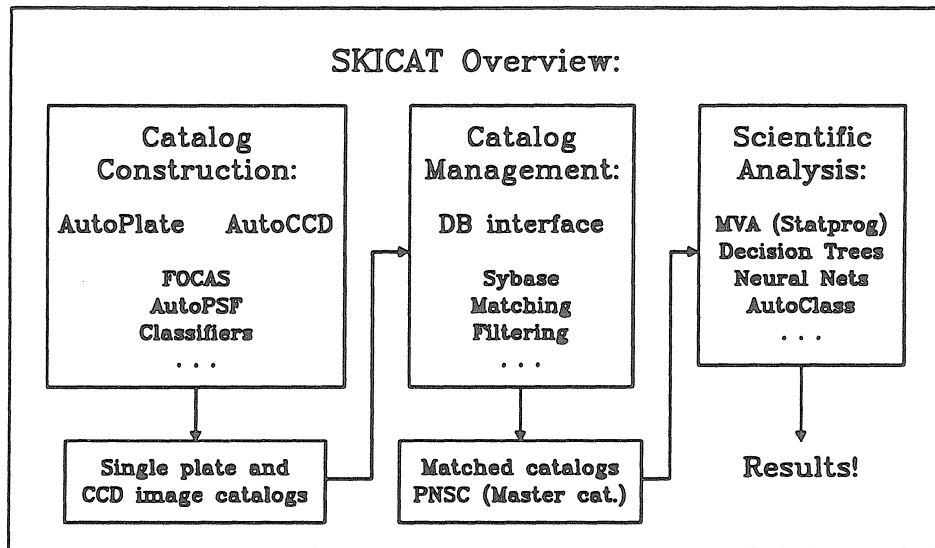 SKICAT Overview:
Catalog
Construction:
AutoPlate AutoCCD
FOCAS
AutoPSF
Classifiers
. . .
Single plate and
CCD image catalogs
Catalog
Management:
DB interface
Sybase
Matching
Filtering
. . .
Matched catalogs
PNSC (Master cat.)
Scientific
Analysis:
MVA (Statprog)
Decision Trees
Neural Nets
AutoClass
. . .
Results!